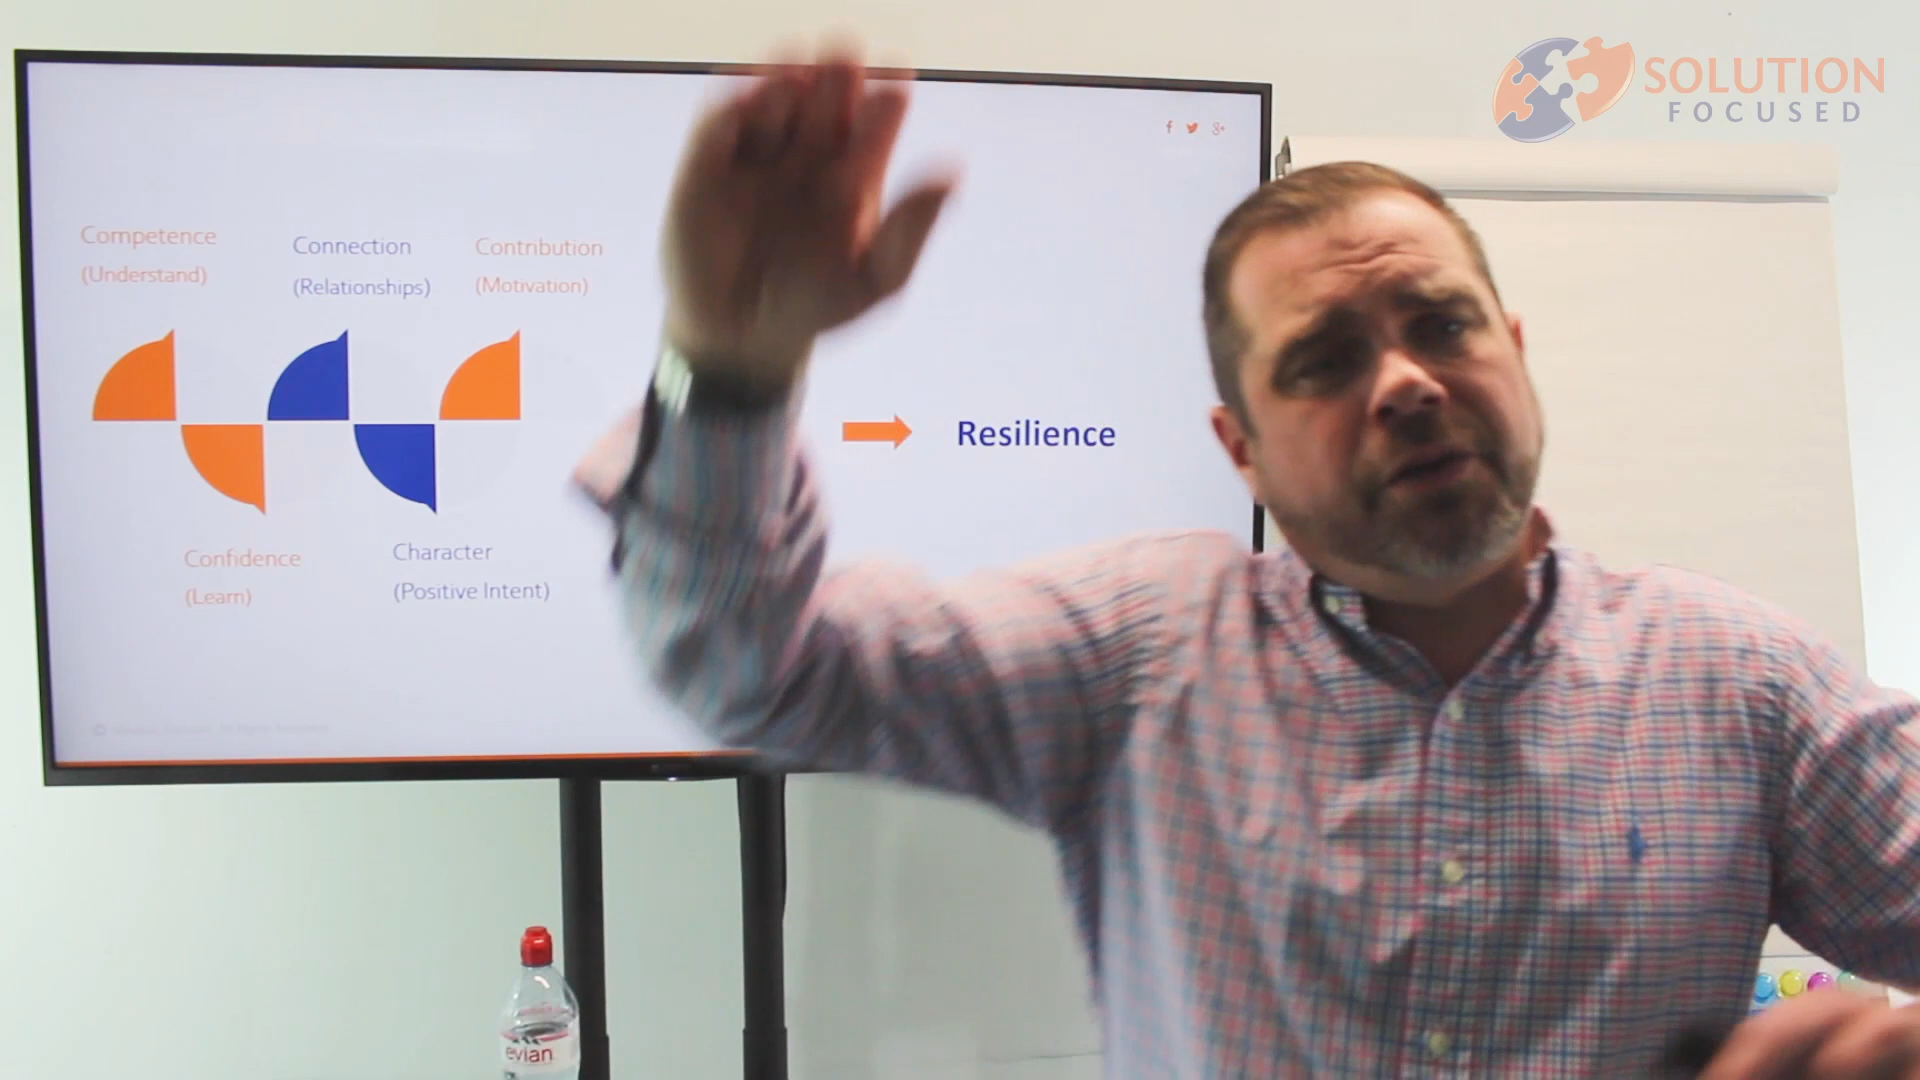 SOLUTION
FOCUSED
f g+
Competence
(Understand)
Connection
(Relationships)
Contribution
(Motivation)
Resilience
Confidence
(Learn)
Character
(Positive Intent)
evian